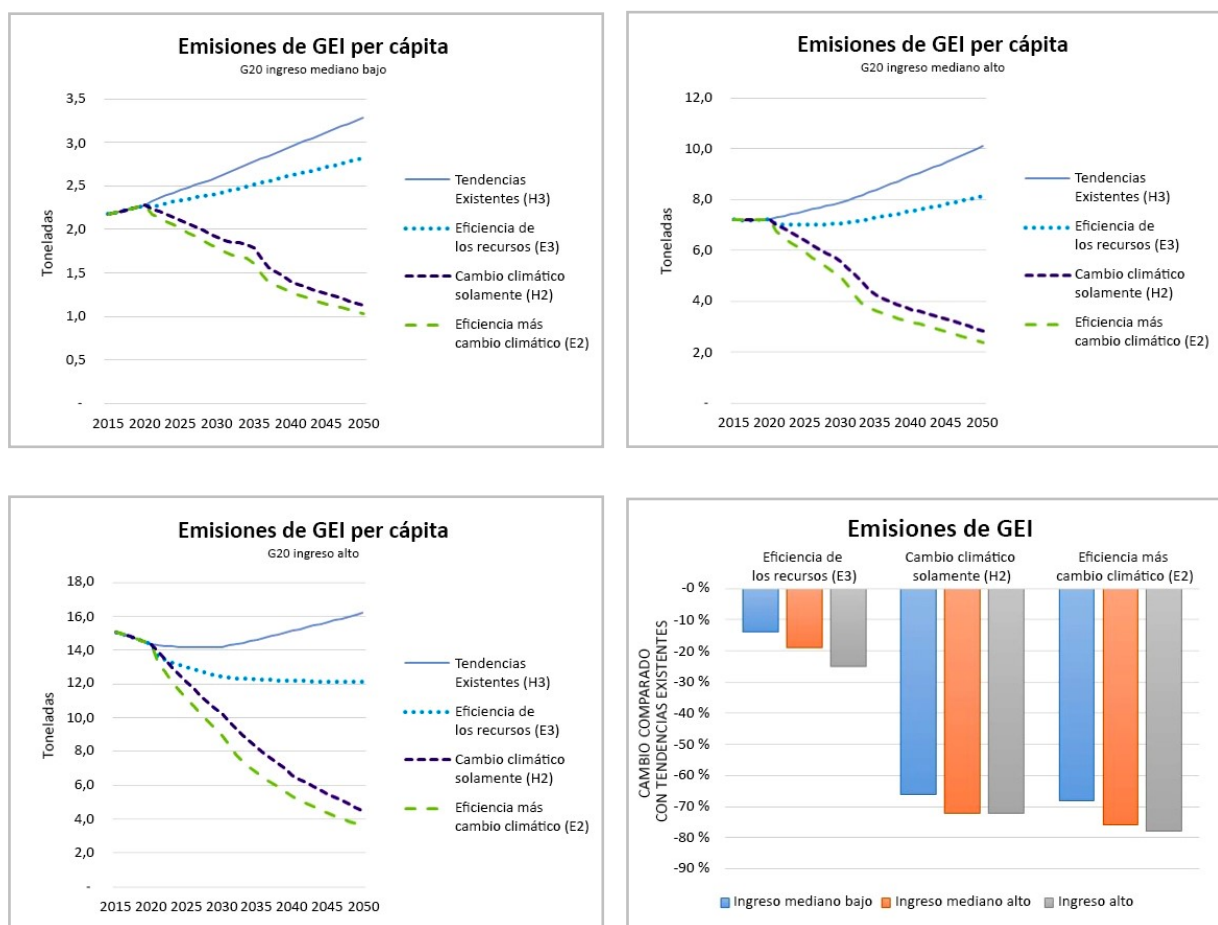 Emisiones de GEI per cápita
G20 ingreso mediano bajo
Toneladas
3,5
3,0
2,5
2,0
1,5
1,0
0,5
-
2015 2020 2025 2030 2035 2040 2045 2050
Tendencias
Existentes (H3)
Eficiencia de
los recursos (E3)
Cambio climático
solamente (H2)
Eficiencia más
cambio climático (E2)
Emisiones de GEI per cápita
G20 ingreso mediano alto
Toneladas
12,0
10,0
8,0
6,0
4,0
2,0
-
2015 2020 2025 2030 2035 2040 2045 2050
Tendencias
Existentes (H3)
Eficiencia de
los recursos (E3)
Cambio climático
solamente (H2)
Eficiencia más
cambio climático (E2)
Emisiones de GEI per cápita
G20 ingreso alto
Toneladas
18,0
16,0
14,0
12,0
10,0
8,0
6,0
4,0
2,0
-
2015 2020 2025 2030 2035 2040 2045 2050
Tendencias
Existentes (H3)
Eficiencia de
los recursos (E3)
Cambio climático
solamente (H2)
Eficiencia más
cambio climático (E2)
Emisiones de GEI
Eficiencia de
los recursos (E3)
Cambio climático
solamente (H2)
Eficiencia más
cambio climático (E2)
CAMBIO COMPARADO
CON TENDENCIAS EXISTENTES
-0 %
-10 %
-20 %
-30 %
-40 %
-50 %
-60 %
-70 %
-80 %
-90 %
Ingreso mediano bajo Ingreso mediano alto Ingreso alto